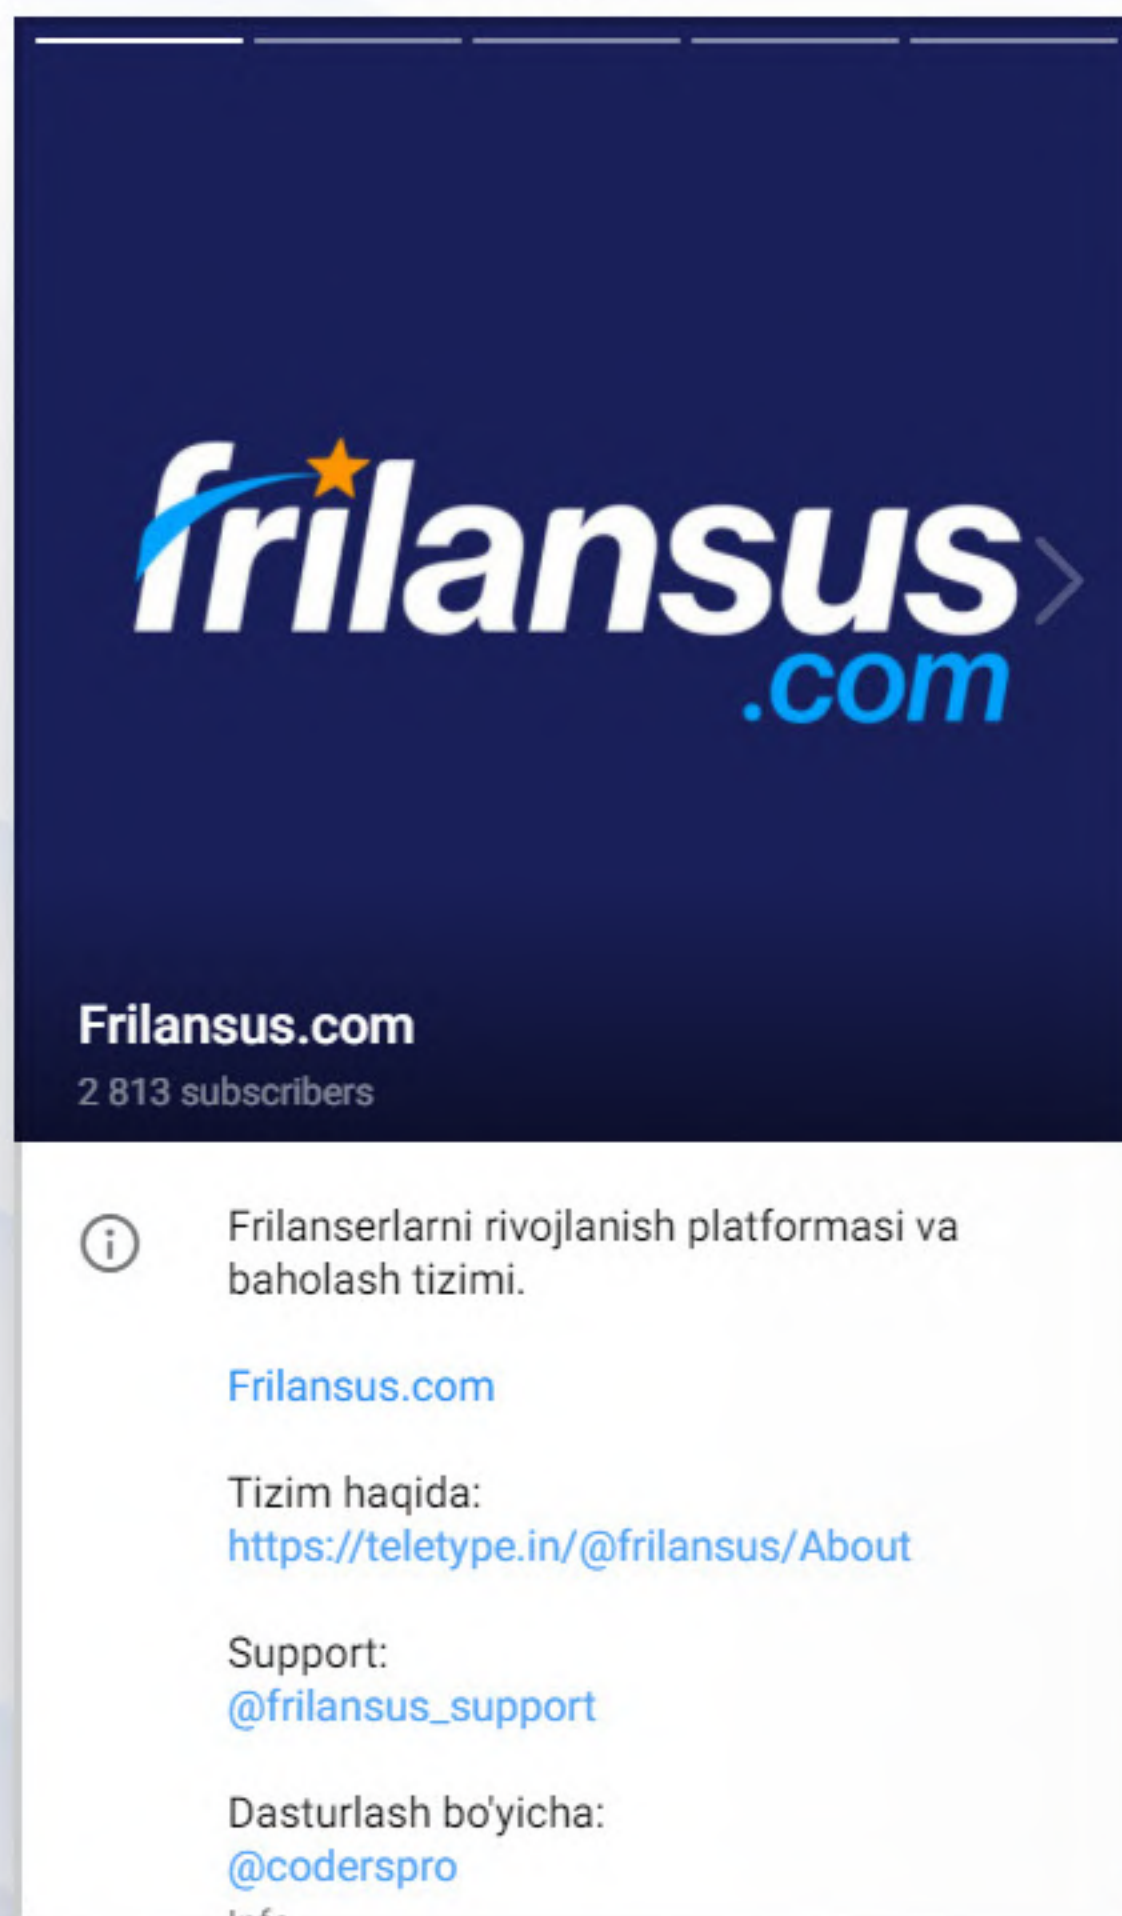 frilansus
.com
Frilansus.com
2 813 subscribers
Frilanserlarni rivojlanish platformasi va
baholash tizimi.
Frilansus.com
Tizim haqida:
https://teletype.in/@frilansus/About
Support:
@frilansus_support
Dasturlash bo'yicha:
@coderspro